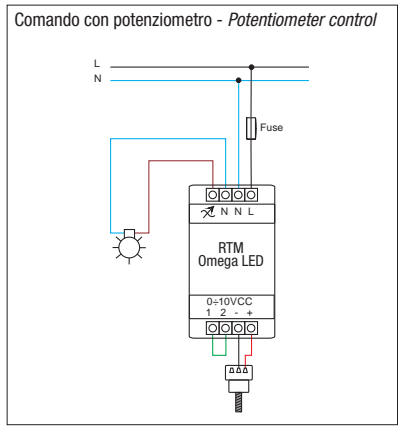 Comando con potenziometro - Potentiometer control
L
N
Fuse
N N L
RTM
Omega LED
0÷10VCC
1 2 - +